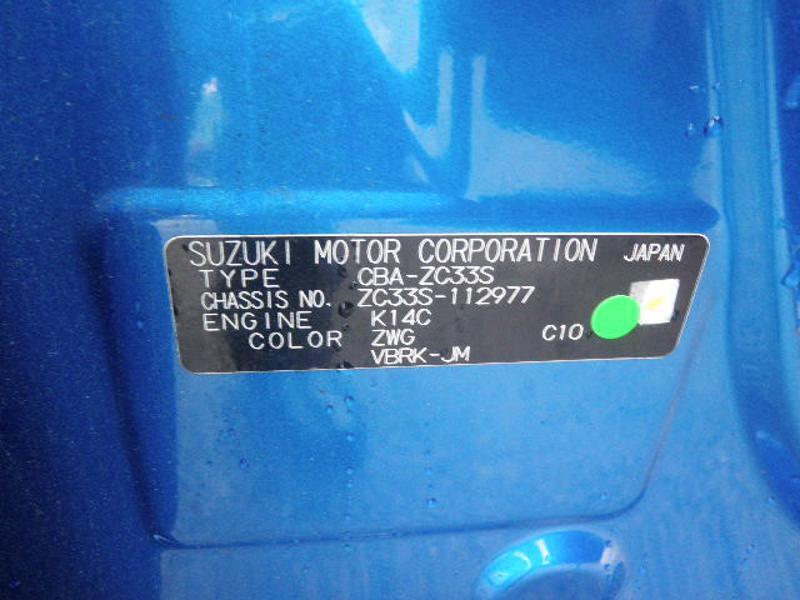 SUZUKI MOTOR CORPORATION JAPAN
TYPE CBA-ZC33S
CHASSIS NO. ZC33S-112977
ENGINE K14C
COLOR ZWG C10
VBRK-JM